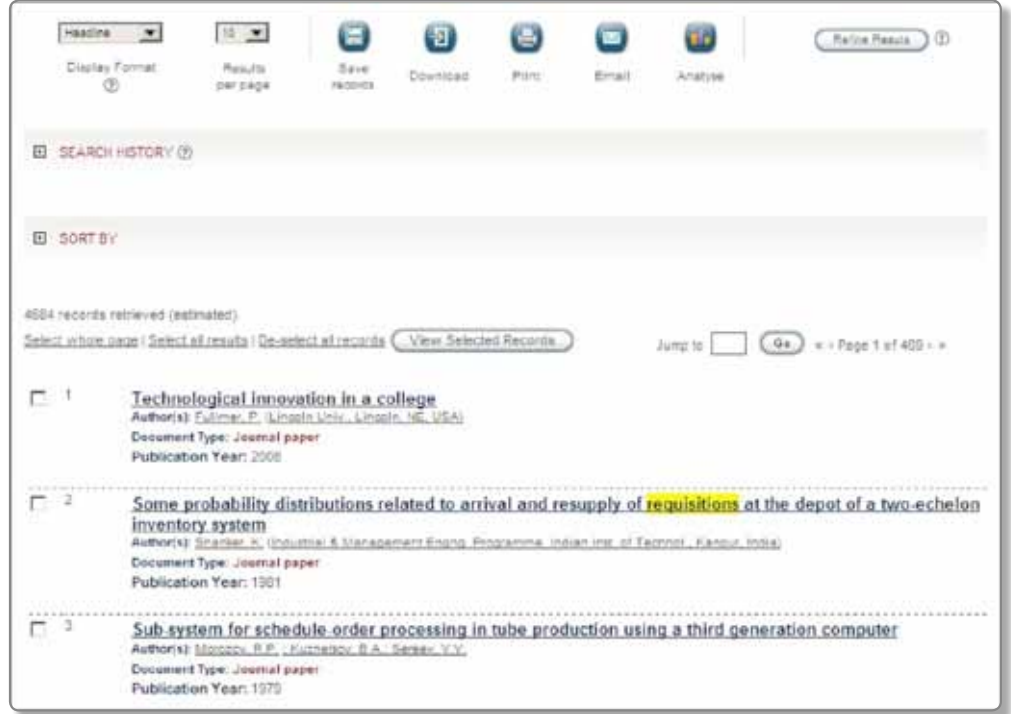 Headline
10
Display Format
Results
per page
Save
records
Download
Print
Email
Analyse
Refine Results
SEARCH HISTORY
SORT BY
4684 records retrieved (estimated)
Select whole page | Select all results | De-select all records View Selected Records
Jump to Go « ‹ Page 1 of 469 › »
1 Technological innovation in a college
Author(s): Fullmer, P. (Lincoln Univ., Lincoln, NE, USA)
Document Type: Journal paper
Publication Year: 2008
2 Some probability distributions related to arrival and resupply of requisitions at the depot of a two-echelon
inventory system
Author(s): Shanker, K. (Industrial & Management Engng. Programme, Indian Inst. of Technol., Kanpur, India)
Document Type: Journal paper
Publication Year: 1981
3 Sub-system for schedule-order processing in tube production using a third generation computer
Author(s): Morozov, R.P. ; Kuznetsov, B.A.;
Document Type: Journal paper
Publication Year: 1979